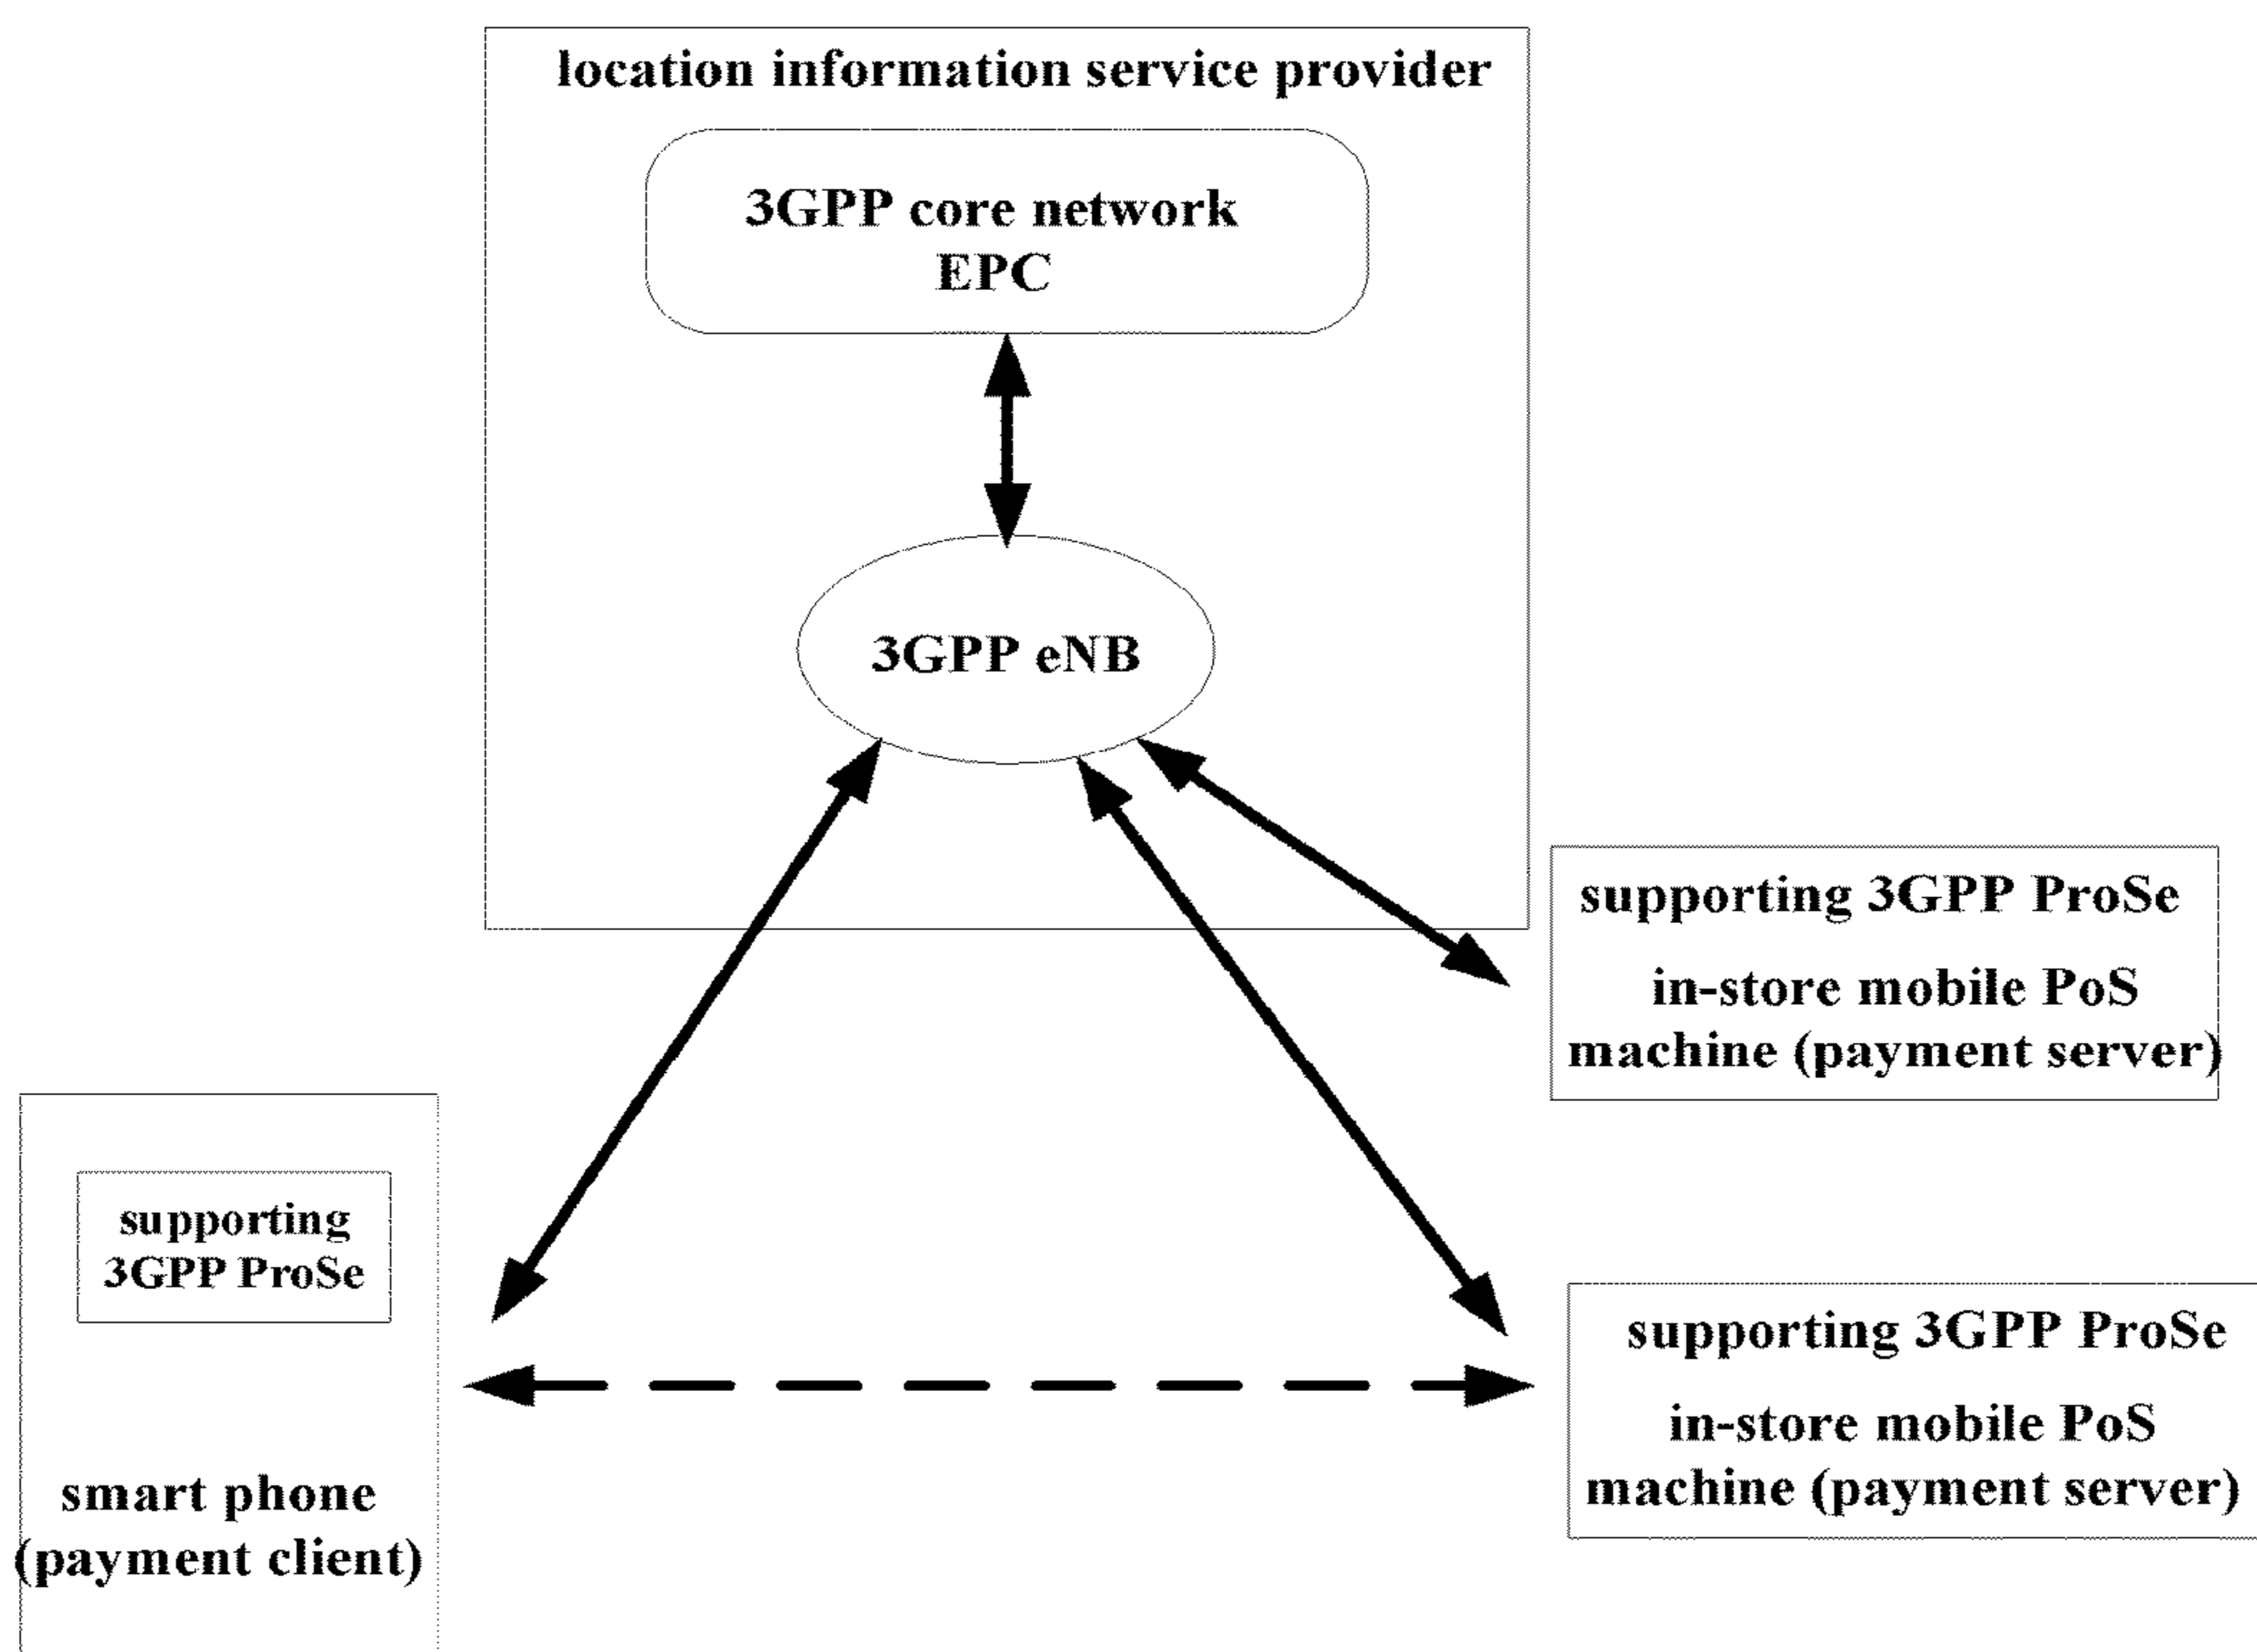 location information service provider
3GPP core network
EPC
3GPP eNB
supporting 3GPP ProSe
in-store mobile PoS
machine (payment server)
supporting
3GPP ProSe
smart phone
(payment client)
supporting 3GPP ProSe
in-store mobile PoS
machine (payment server)